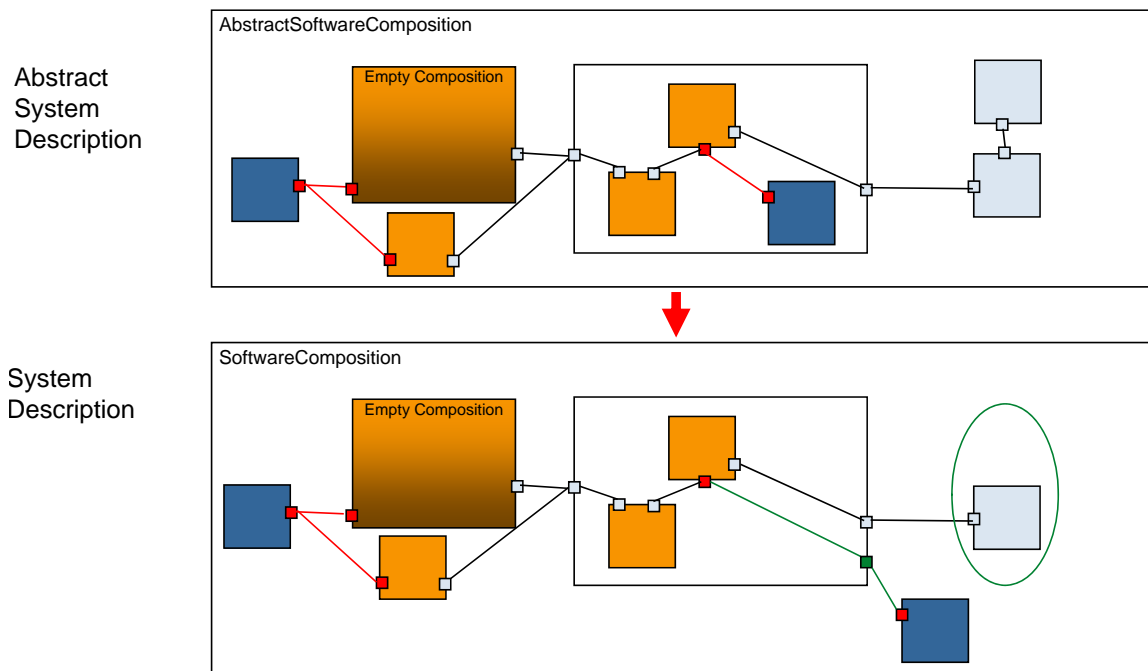 AbstractSoftwareComposition
Abstract
System
Description
Empty Composition
SoftwareComposition
System
Description
Empty Composition